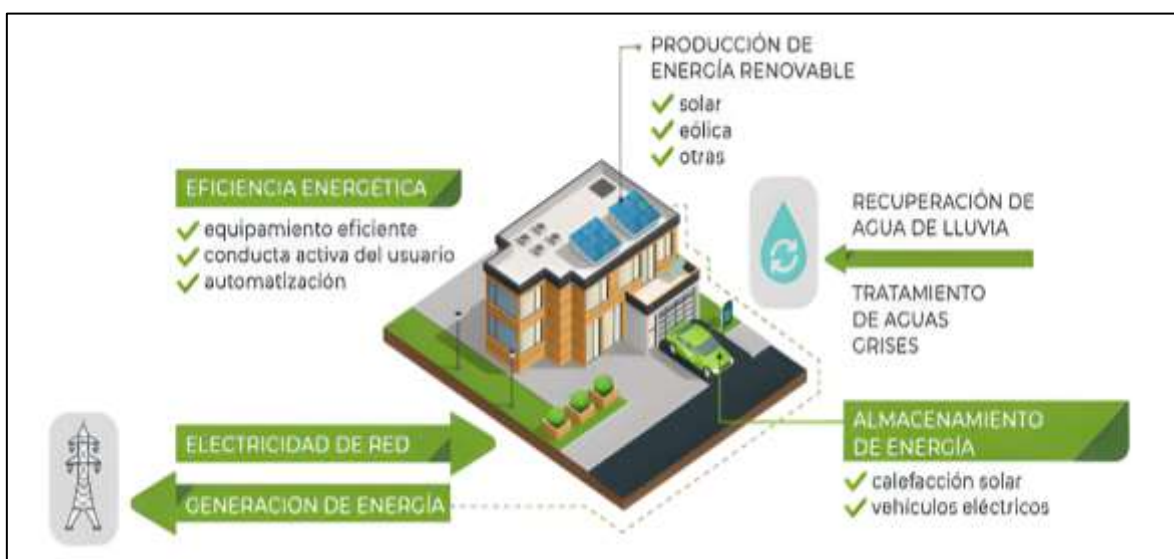 PRODUCCIÓN DE
ENERGÍA RENOVABLE
solar
eólica
otras
EFICIENCIA ENERGÉTICA
equipamiento eficiente
conducta activa del usuario
automatización
RECUPERACIÓN DE
AGUA DE LLUVIA
TRATAMIENTO
DE AGUAS
GRISES
ELECTRICIDAD DE RED
GENERACION DE ENERGÍA
ALMACENAMIENTO
DE ENERGÍA
calefacción solar
vehículos eléctricos